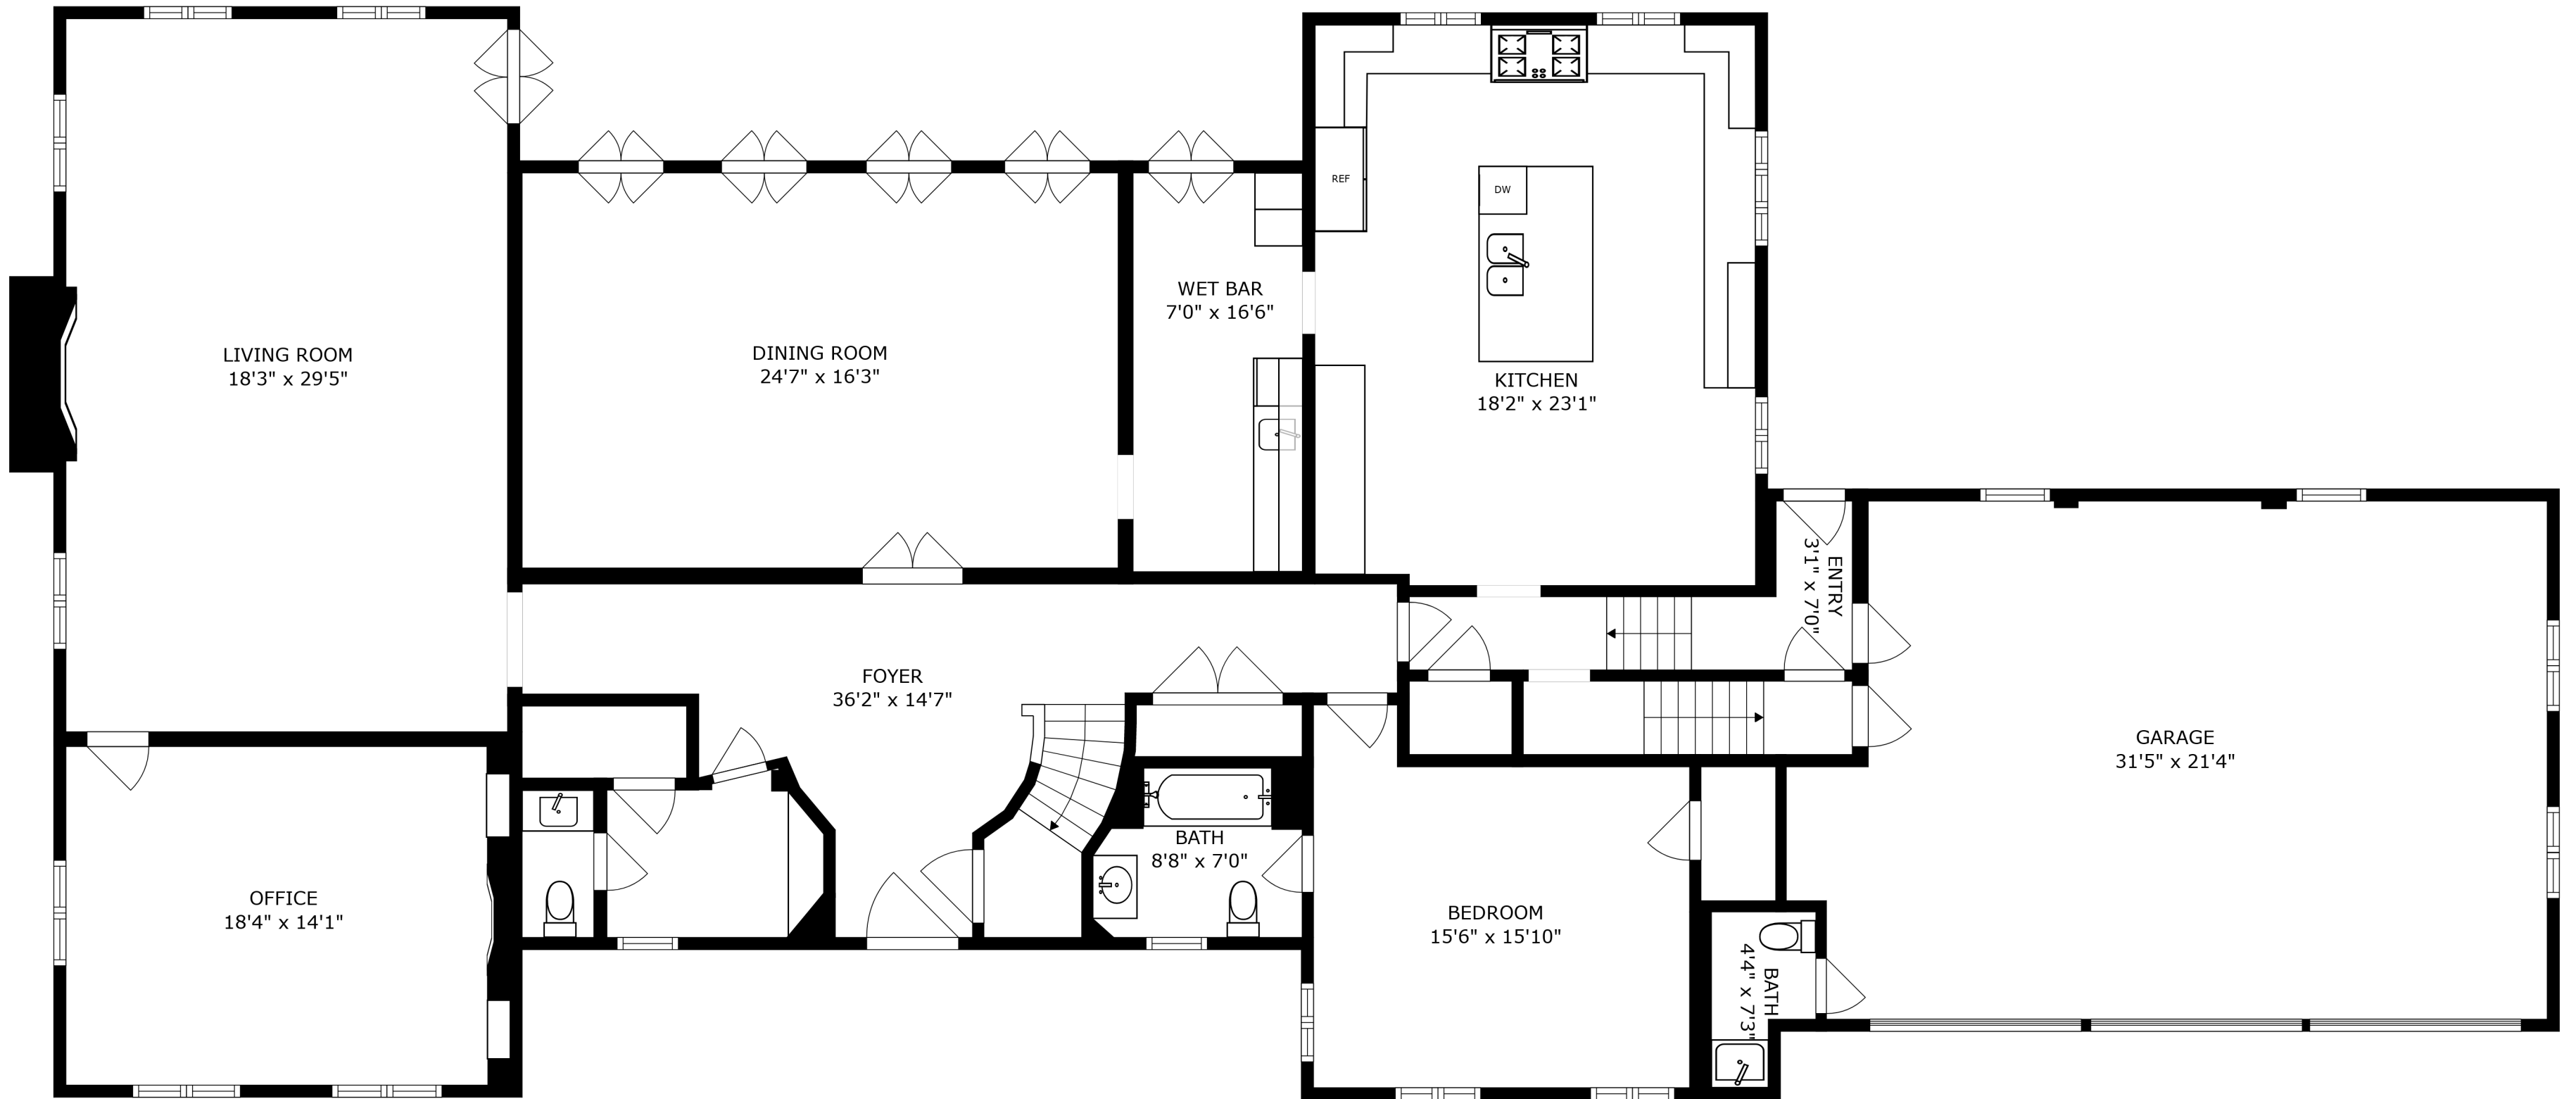 LIVING ROOM
18'3" x 29'5"
DINING ROOM
24'7" x 16'3"
WET BAR
7'0" x 16'6"
REF
DW
KITCHEN
18'2" x 23'1"
ENTRY
3'1" x 7'0"
FOYER
36'2" x 14'7"
GARAGE
31'5" x 21'4"
OFFICE
18'4" x 14'1"
BATH
8'8" x 7'0"
BEDROOM
15'6" x 15'10"
BATH
4'4" x 7'3"